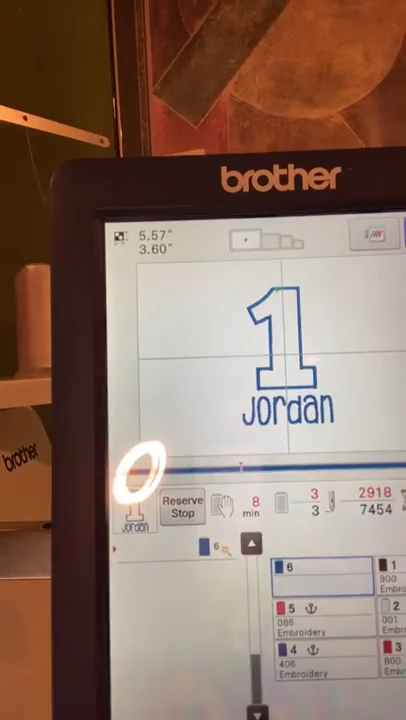 brother
5.57"
3.60"
1
Jordan
brother
1
Jordan
Reserve
Stop
8
min
3
3
2918
7454
6
6
1
900
Embro
5
086
Embroidery
2
001
Embro
4
406
Embroidery
3
800
Embro